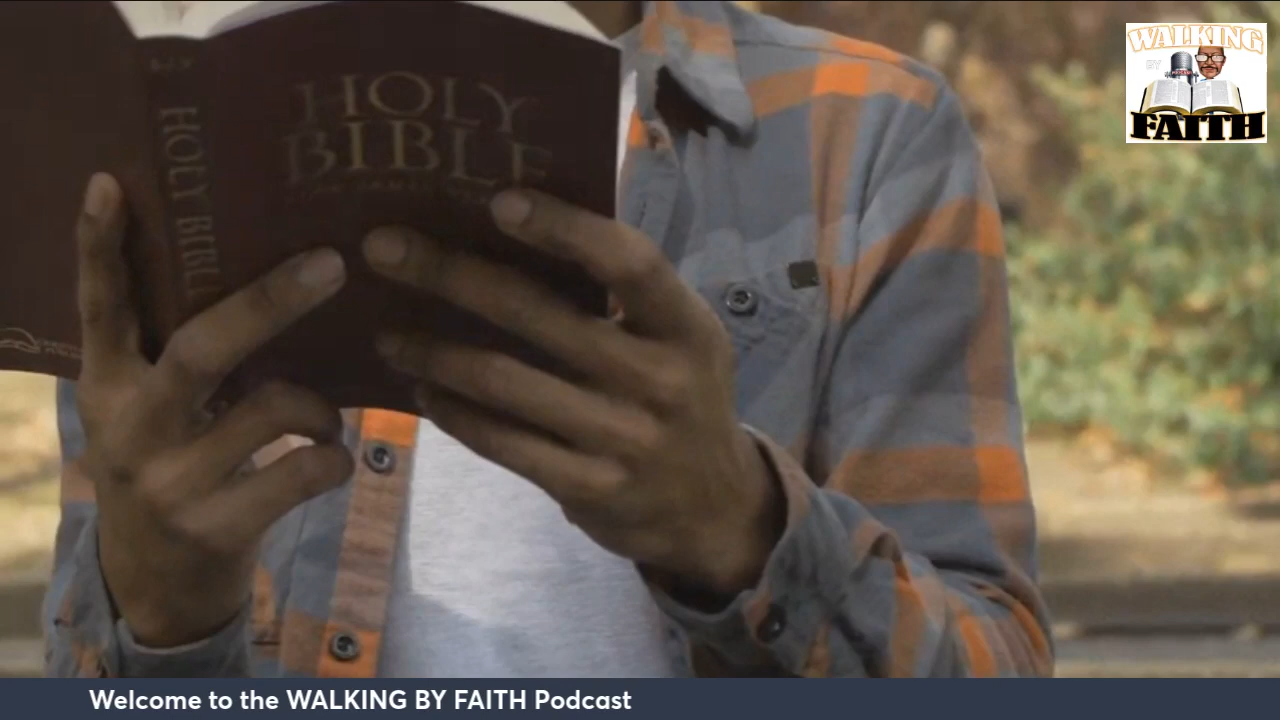 HOLY
BIBLE
HOLY BIBLE
WALKING
BY
FAITH
Welcome to the WALKING BY FAITH Podcast